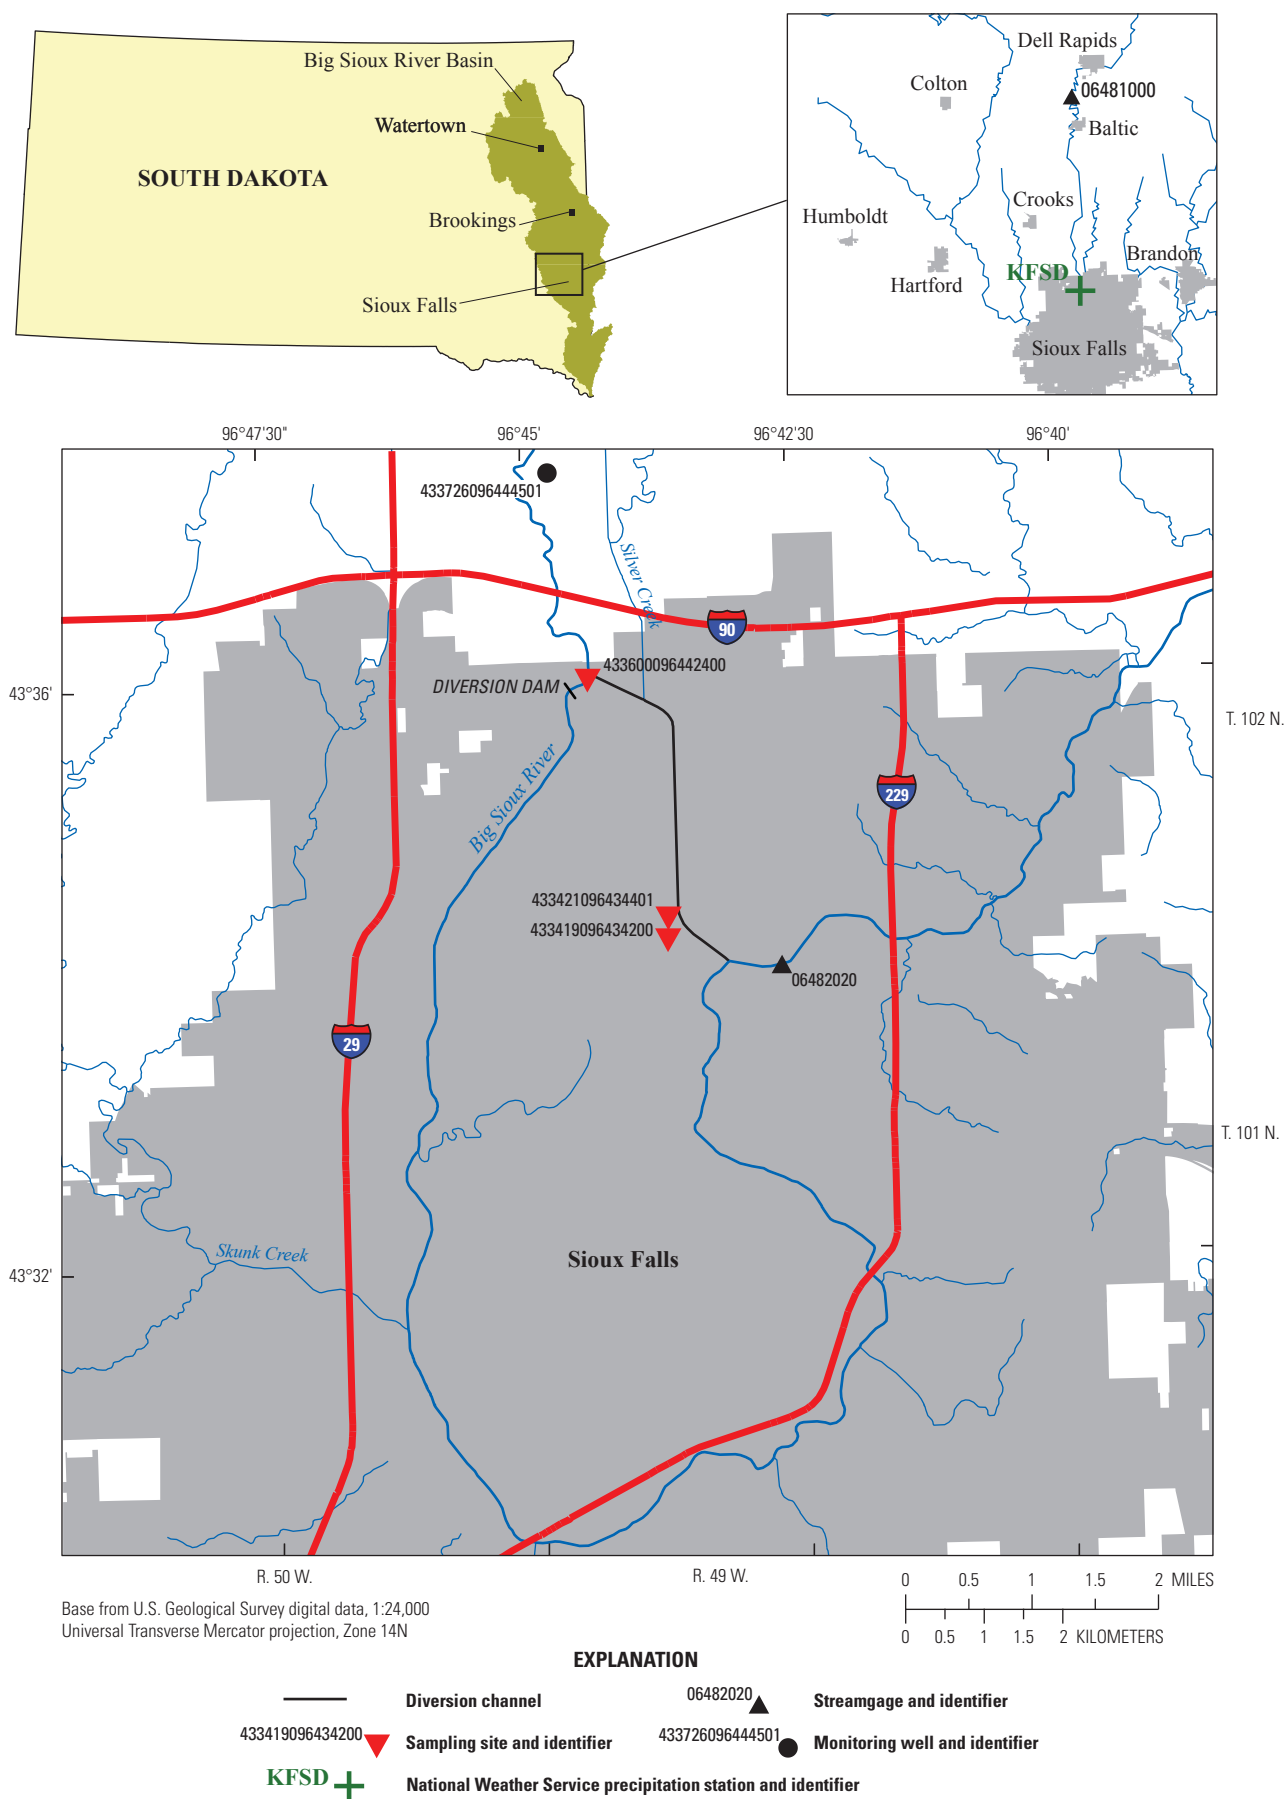 Big Sioux River Basin
Watertown
SOUTH DAKOTA
Brookings
Sioux Falls
Dell Rapids
Colton
06481000
Baltic
Crooks
Humboldt
Brandon
KFSD
Hartford
Sioux Falls
96°47'30"
96°45'
96°42'30
96°40'
433726096444501
Silver Creek
90
433600096442400
DIVERSION DAM
43°36'
T. 102 N.
Big Sioux River
229
433421096434401
433419096434200
06482020
29
T. 101 N.
Skunk Creek
Sioux Falls
43°32'
R. 50 W.
R. 49 W.
0 0.5 1 1.5 2 MILES
0 0.5 1 1.5 2 KILOMETERS
Base from U.S. Geological Survey digital data, 1:24,000
Universal Transverse Mercator projection, Zone 14N
EXPLANATION
Diversion channel
06482020 Streamgage and identifier
433419096434200 Sampling site and identifier
433726096444501 Monitoring well and identifier
KFSD National Weather Service precipitation station and identifier